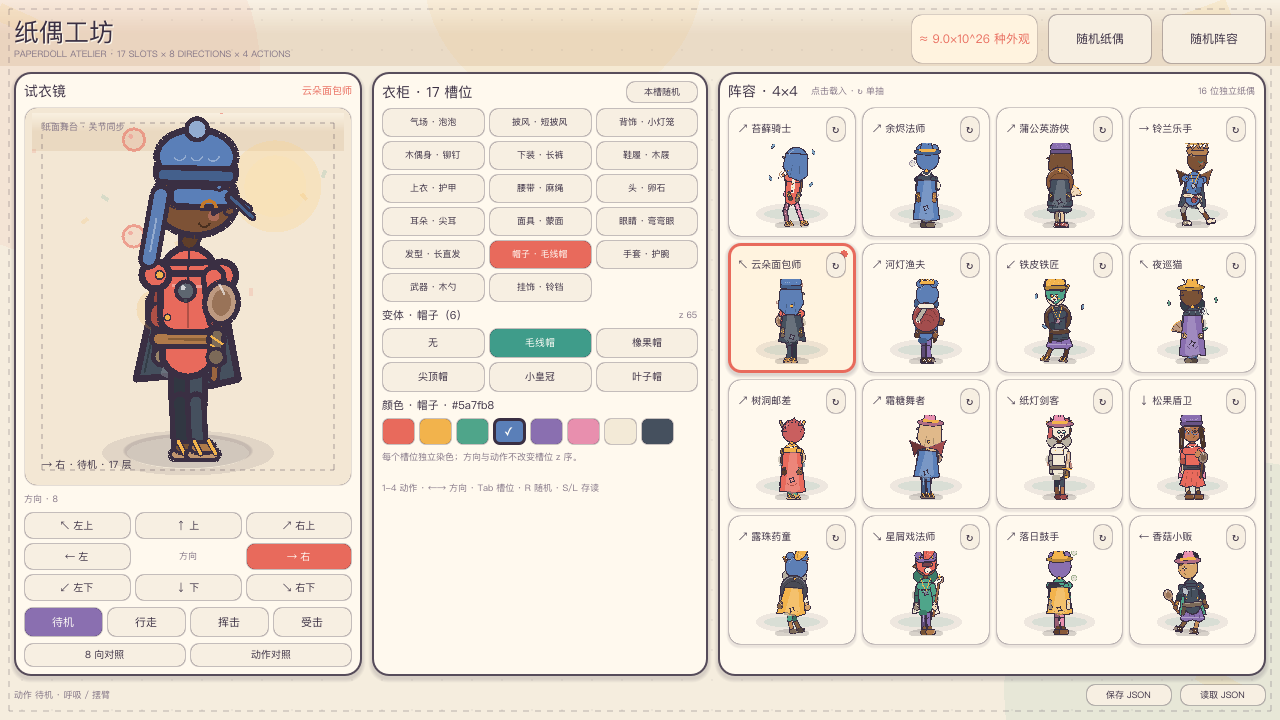 纸偶工坊
PAPERDOLL ATELIER · 17 SLOTS × 8 DIRECTIONS × 4 ACTIONS
≈ 9.0×10^26 种外观
随机纸偶
随机阵容
试衣镜
云朵面包师
纸面舞台 · 关节同步
→ 右 · 待机 · 17 层
方向 · 8
↖ 左上
↑ 上
↗ 右上
← 左
方向
→ 右
↙ 左下
↓ 下
↘ 右下
待机
行走
挥击
受击
8 向对照
动作对照
衣柜 · 17 槽位
本槽随机
气场 · 泡泡
披风 · 短披风
背饰 · 小灯笼
木偶身 · 铆钉
下装 · 长裤
鞋履 · 木屐
上衣 · 护甲
腰带 · 麻绳
头 · 卵石
耳朵 · 尖耳
面具 · 蒙面
眼睛 · 弯弯眼
发型 · 长直发
帽子 · 毛线帽
手套 · 护腕
武器 · 木勺
挂饰 · 铃铛
变体 · 帽子（6）
z 65
无
毛线帽
橡果帽
尖顶帽
小皇冠
叶子帽
颜色 · 帽子 · #5a7fb8
✓
每个槽位独立染色；方向与动作不改变槽位 z 序。
1–4 动作 · ←→ 方向 · Tab 槽位 · R 随机 · S/L 存读
阵容 · 4×4
点击载入 · ↻ 单抽
16 位独立纸偶
↗ 苔藓骑士 ↻
↗ 余烬法师 ↻
↗ 蒲公英游侠 ↻
→ 铃兰乐手 ↻
↖ 云朵面包师 ↻
↗ 河灯渔夫 ↻
↙ 铁皮铁匠 ↻
↖ 夜巡猫 ↻
↗ 树洞邮差 ↻
↗ 霜糖舞者 ↻
↘ 纸灯剑客 ↻
↓ 松果盾卫 ↻
↗ 露珠药童 ↻
↘ 星屑戏法师 ↻
↗ 落日鼓手 ↻
← 香菇小贩 ↻
动作 待机 · 呼吸 / 摆臂
保存 JSON
读取 JSON